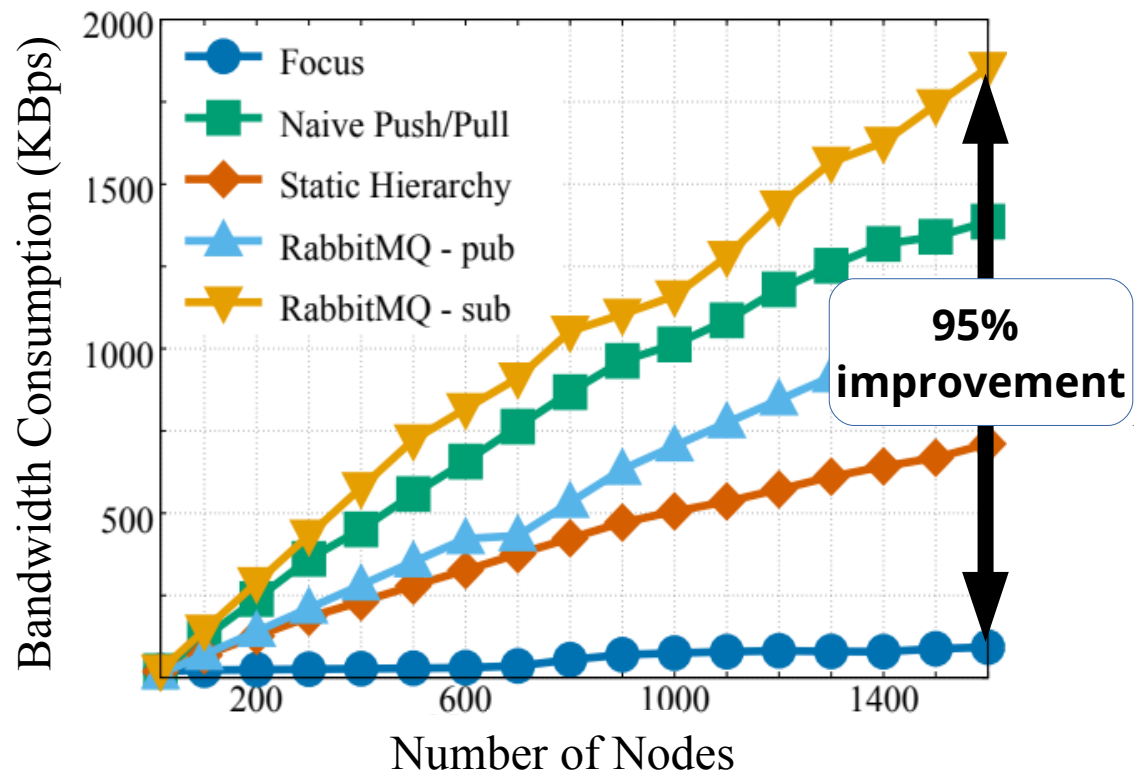 Bandwidth Consumption (KBps)
2000
1500
1000
500
Focus
Naive Push/Pull
Static Hierarchy
RabbitMQ - pub
RabbitMQ - sub
95%
improvement
200
600
1000
1400
Number of Nodes